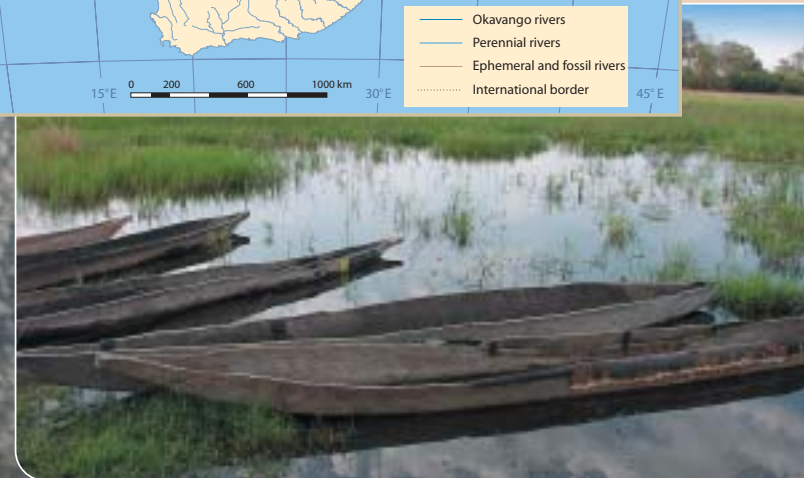 Okavango rivers
Perennial rivers
Ephemeral and fossil rivers
International border
0 200 600 1000 km
15°E 30°E 45°E